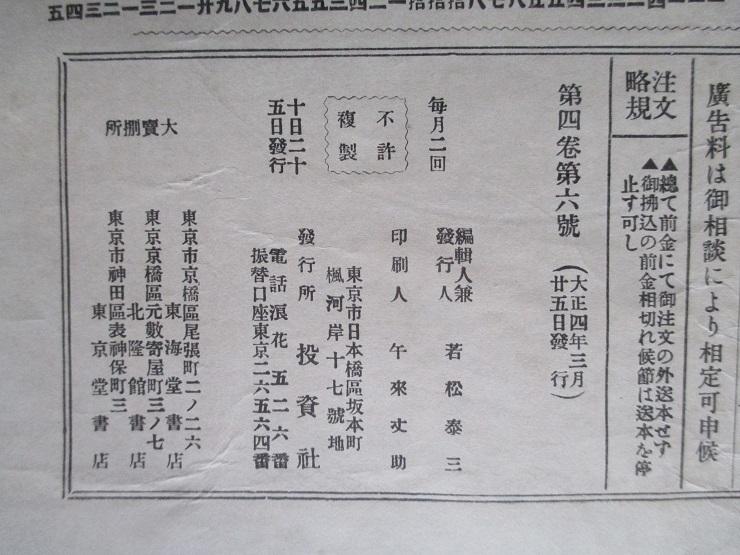 廣告料は御相談により相定可申候
注文
略規
▲總て前金にて御注文の外送本せす
▲御拂込の前金相切れ候節は送本を停
止す可し
第四卷第六號
(大正四年三月
廿五日發行)
編輯人兼
發行人
若松泰三
印刷人
午來丈助
每月二回
十日二十
五日發行
不許
複製
東京市日本橋區坂本町
楓河岸十七號地
發行所
投資社
電話浪花五二六番
振替口座東京二六五六四番
大賣捌所
東京市京橋區尾張町二ノ二六
東海堂書店
東京京橋區元數寄屋町三ノ七
北隆館書店
東京市神田區表神保町三
東京堂書店